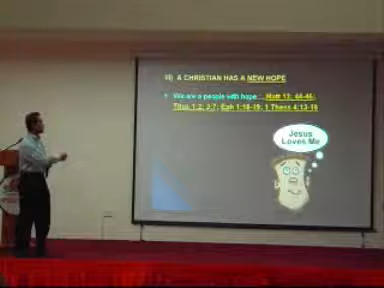 iii) A CHRISTIAN HAS A NEW HOPE
• We are a people with hope : Matt 13: 44-46;
Titus 1:2; 3:7; Eph 1:18-19; 1 Thess 4:13-18
Jesus
Loves Me